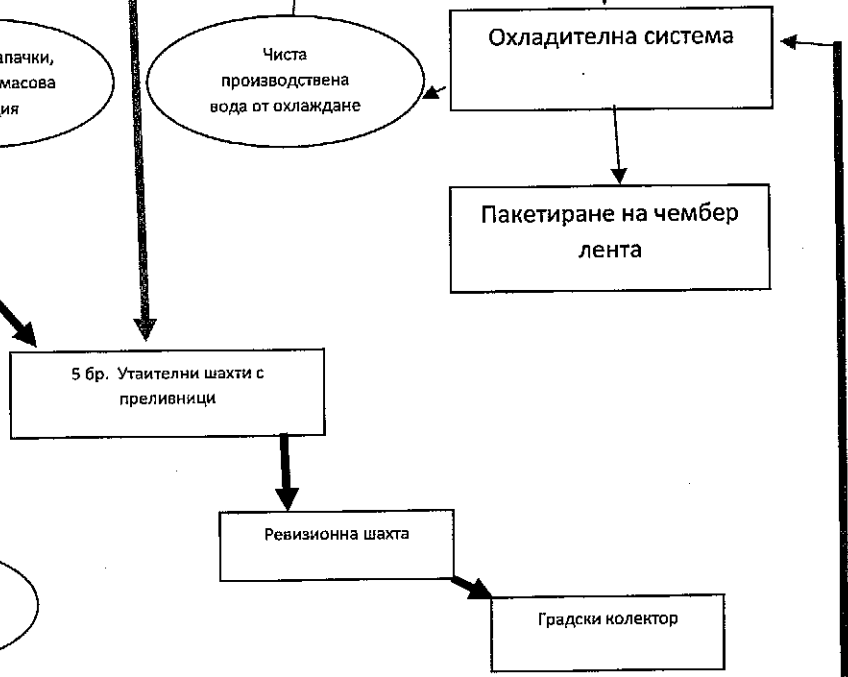 Охладителна система
Чиста
производствена
вода от охлаждане
Пакетиране на чембер
лента
5 бр. Утаителни шахти с
преливници
Ревизионна шахта
Градски колектор